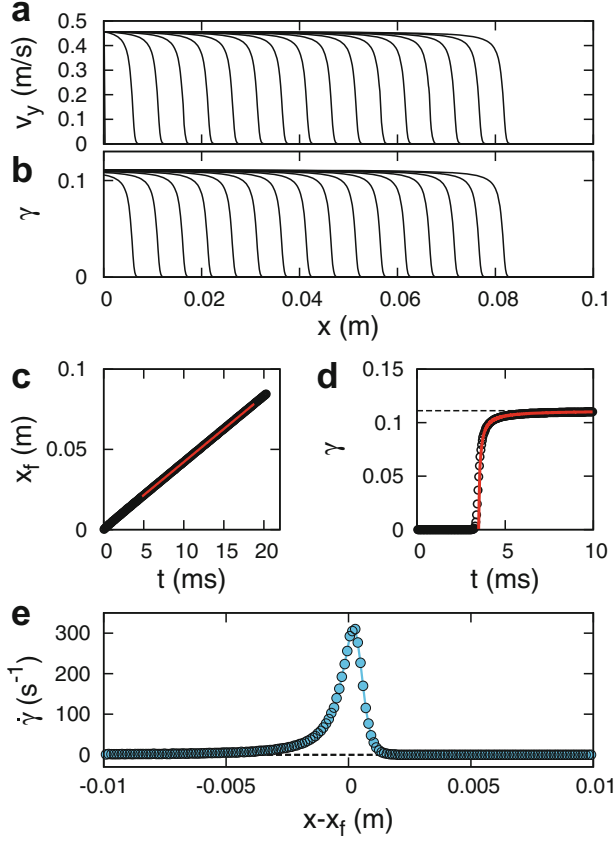 a
v_y (m/s)
0.5
0.4
0.3
0.2
0.1
0
b
γ
0.1
0
0 0.02 0.04 0.06 0.08 0.1
x (m)
c
x_f (m)
0.1
0.05
0
0 5 10 15 20
t (ms)
d
γ
0.15
0.1
0.05
0
0 5 10
t (ms)
e
γ̇ (s⁻¹)
300
200
100
0
-0.01 -0.005 0 0.005 0.01
x-x_f (m)